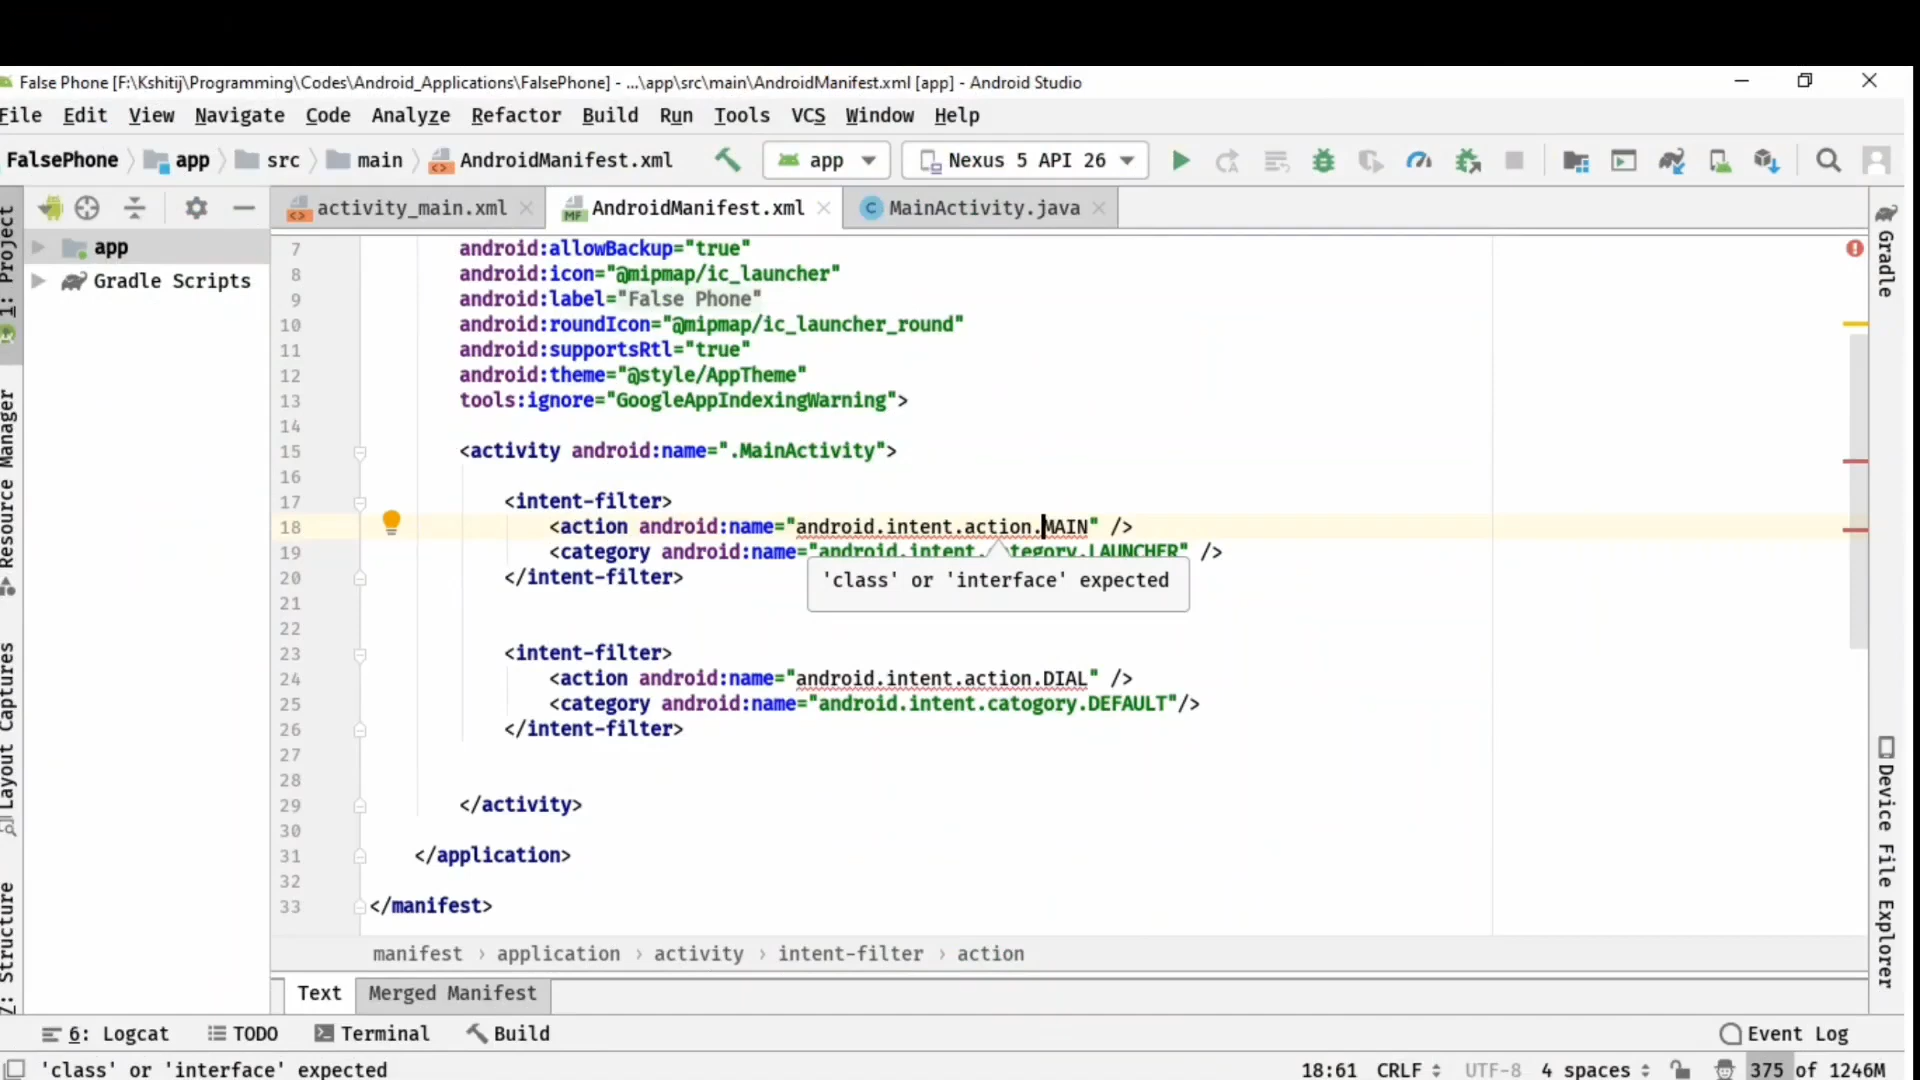 False Phone [F:\Kshitij\Programming\Codes\Android_Applications\FalsePhone] - ...\app\src\main\AndroidManifest.xml [app] - Android Studio
File Edit View Navigate Code Analyze Refactor Build Run Tools VCS Window Help
FalsePhone app src main AndroidManifest.xml app Nexus 5 API 26
activity_main.xml AndroidManifest.xml MainActivity.java
app
Gradle Scripts
1: Project
Resource Manager
Layout Captures
Z: Structure
7 android:allowBackup="true"
8 android:icon="@mipmap/ic_launcher"
9 android:label="False Phone"
10 android:roundIcon="@mipmap/ic_launcher_round"
11 android:supportsRtl="true"
12 android:theme="@style/AppTheme"
13 tools:ignore="GoogleAppIndexingWarning">
14
15 <activity android:name=".MainActivity">
16
17 <intent-filter>
18 <action android:name="android.intent.action.MAIN" />
19 <category android:name="android.intent. tegory.LAUNCHER" />
20 </intent-filter>
'class' or 'interface' expected
21
22
23 <intent-filter>
24 <action android:name="android.intent.action.DIAL" />
25 <category android:name="android.intent.catogory.DEFAULT"/>
26 </intent-filter>
27
28
29 </activity>
30
31 </application>
32
33 </manifest>
manifest › application › activity › intent-filter › action
Text Merged Manifest
Gradle
Device File Explorer
6: Logcat TODO Terminal Build Event Log
'class' or 'interface' expected 18:61 CRLF UTF-8 4 spaces 375 of 1246M